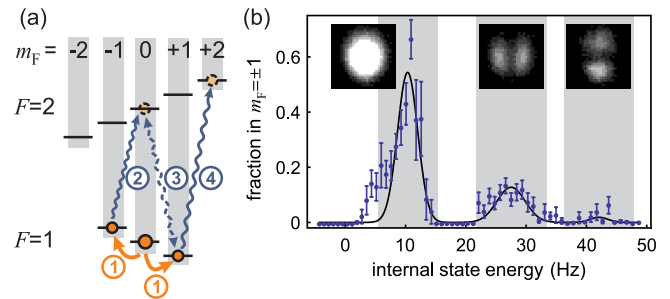 (a)
m_F = -2 -1 0 +1 +2
F=2
② ③ ④
F=1
① ①
(b)
fraction in m_F=±1
0.6
0.4
0.2
0
0 10 20 30 40 50
internal state energy (Hz)